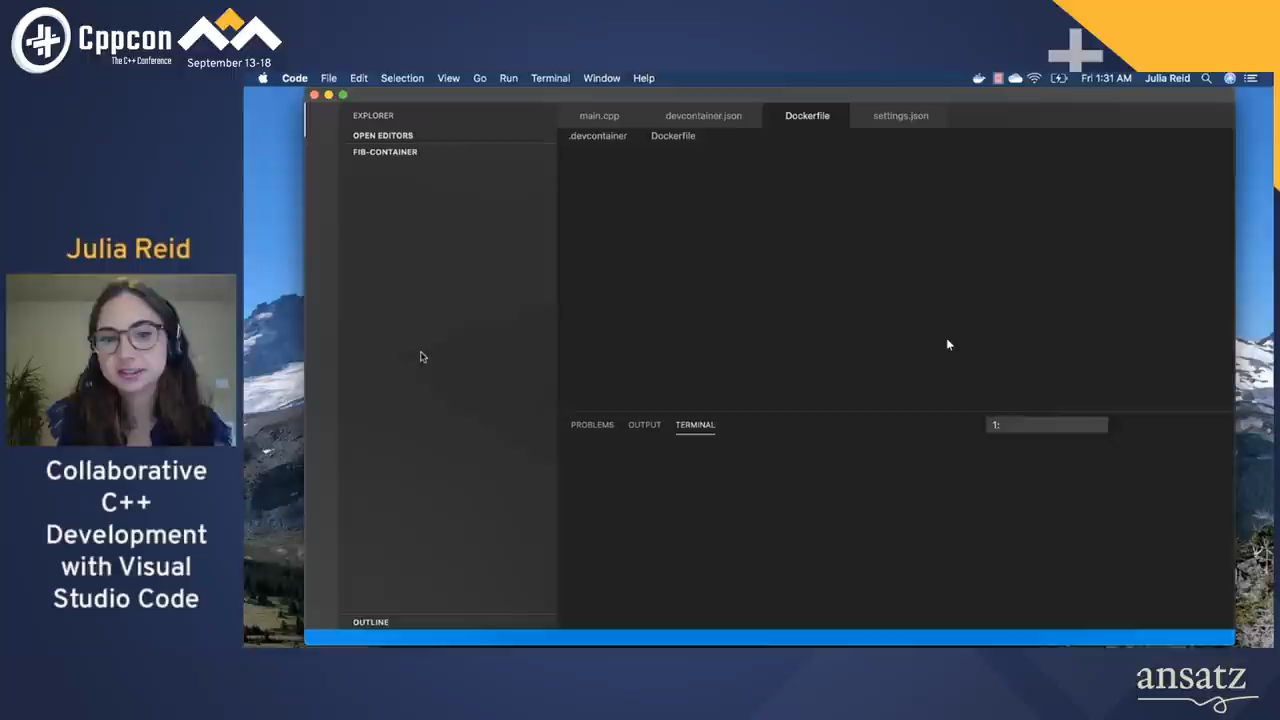 Cppcon
The C++ Conference
September 13-18
Code File Edit Selection View Go Run Terminal Window Help
Fri 1:31 AM Julia Reid
EXPLORER
OPEN EDITORS
FIB-CONTAINER
OUTLINE
main.cpp devcontainer.json Dockerfile settings.json
.devcontainer Dockerfile
PROBLEMS OUTPUT TERMINAL
1:
Julia Reid
Collaborative
C++
Development
with Visual
Studio Code
ansatz